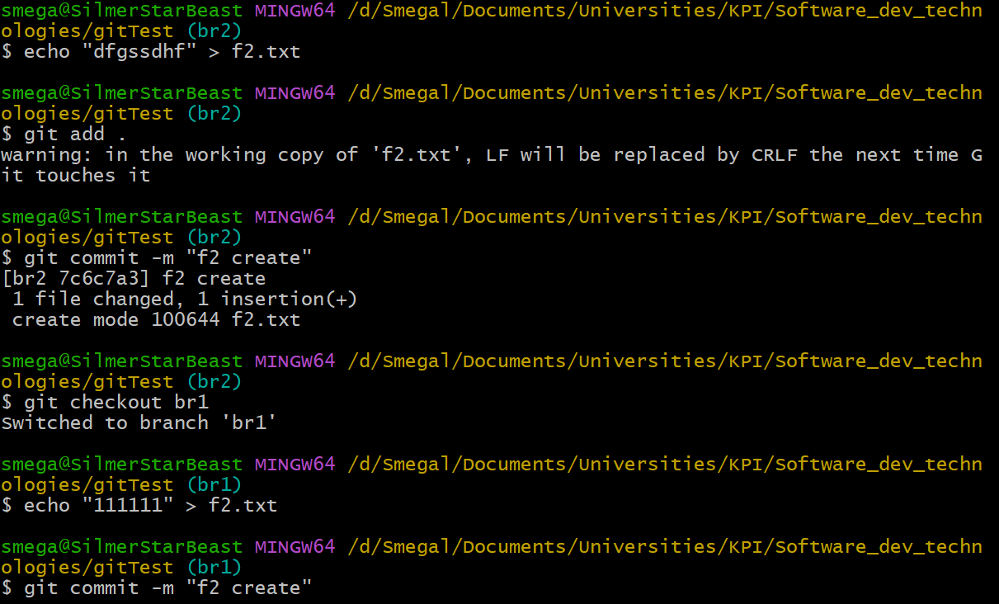 smega@SilmerStarBeast MINGW64 /d/Smegal/Documents/Universities/KPI/Software_dev_techn
ologies/gitTest (br2)
$ echo "dfgssdhf" > f2.txt
smega@SilmerStarBeast MINGW64 /d/Smegal/Documents/Universities/KPI/Software_dev_techn
ologies/gitTest (br2)
$ git add .
warning: in the working copy of 'f2.txt', LF will be replaced by CRLF the next time G
it touches it
smega@SilmerStarBeast MINGW64 /d/Smegal/Documents/Universities/KPI/Software_dev_techn
ologies/gitTest (br2)
$ git commit -m "f2 create"
[br2 7c6c7a3] f2 create
 1 file changed, 1 insertion(+)
 create mode 100644 f2.txt
smega@SilmerStarBeast MINGW64 /d/Smegal/Documents/Universities/KPI/Software_dev_techn
ologies/gitTest (br2)
$ git checkout br1
Switched to branch 'br1'
smega@SilmerStarBeast MINGW64 /d/Smegal/Documents/Universities/KPI/Software_dev_techn
ologies/gitTest (br1)
$ echo "111111" > f2.txt
smega@SilmerStarBeast MINGW64 /d/Smegal/Documents/Universities/KPI/Software_dev_techn
ologies/gitTest (br1)
$ git commit -m "f2 create"